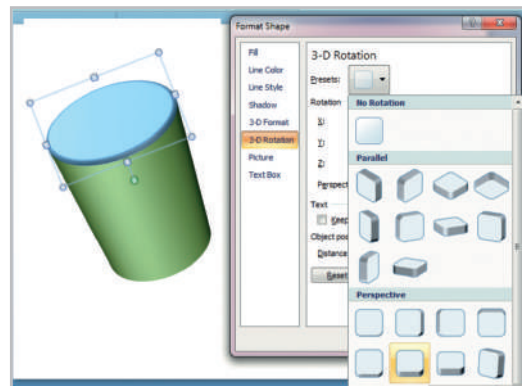 Format Shape
Fill
Line Color
Line Style
Shadow
3-D Format
3-D Rotation
Picture
Text Box
3-D Rotation
Presets:
Rotation
X:
Y:
Z:
Perspect
Text
Keep
Object pos
Distance
Reset
No Rotation
Parallel
Perspective